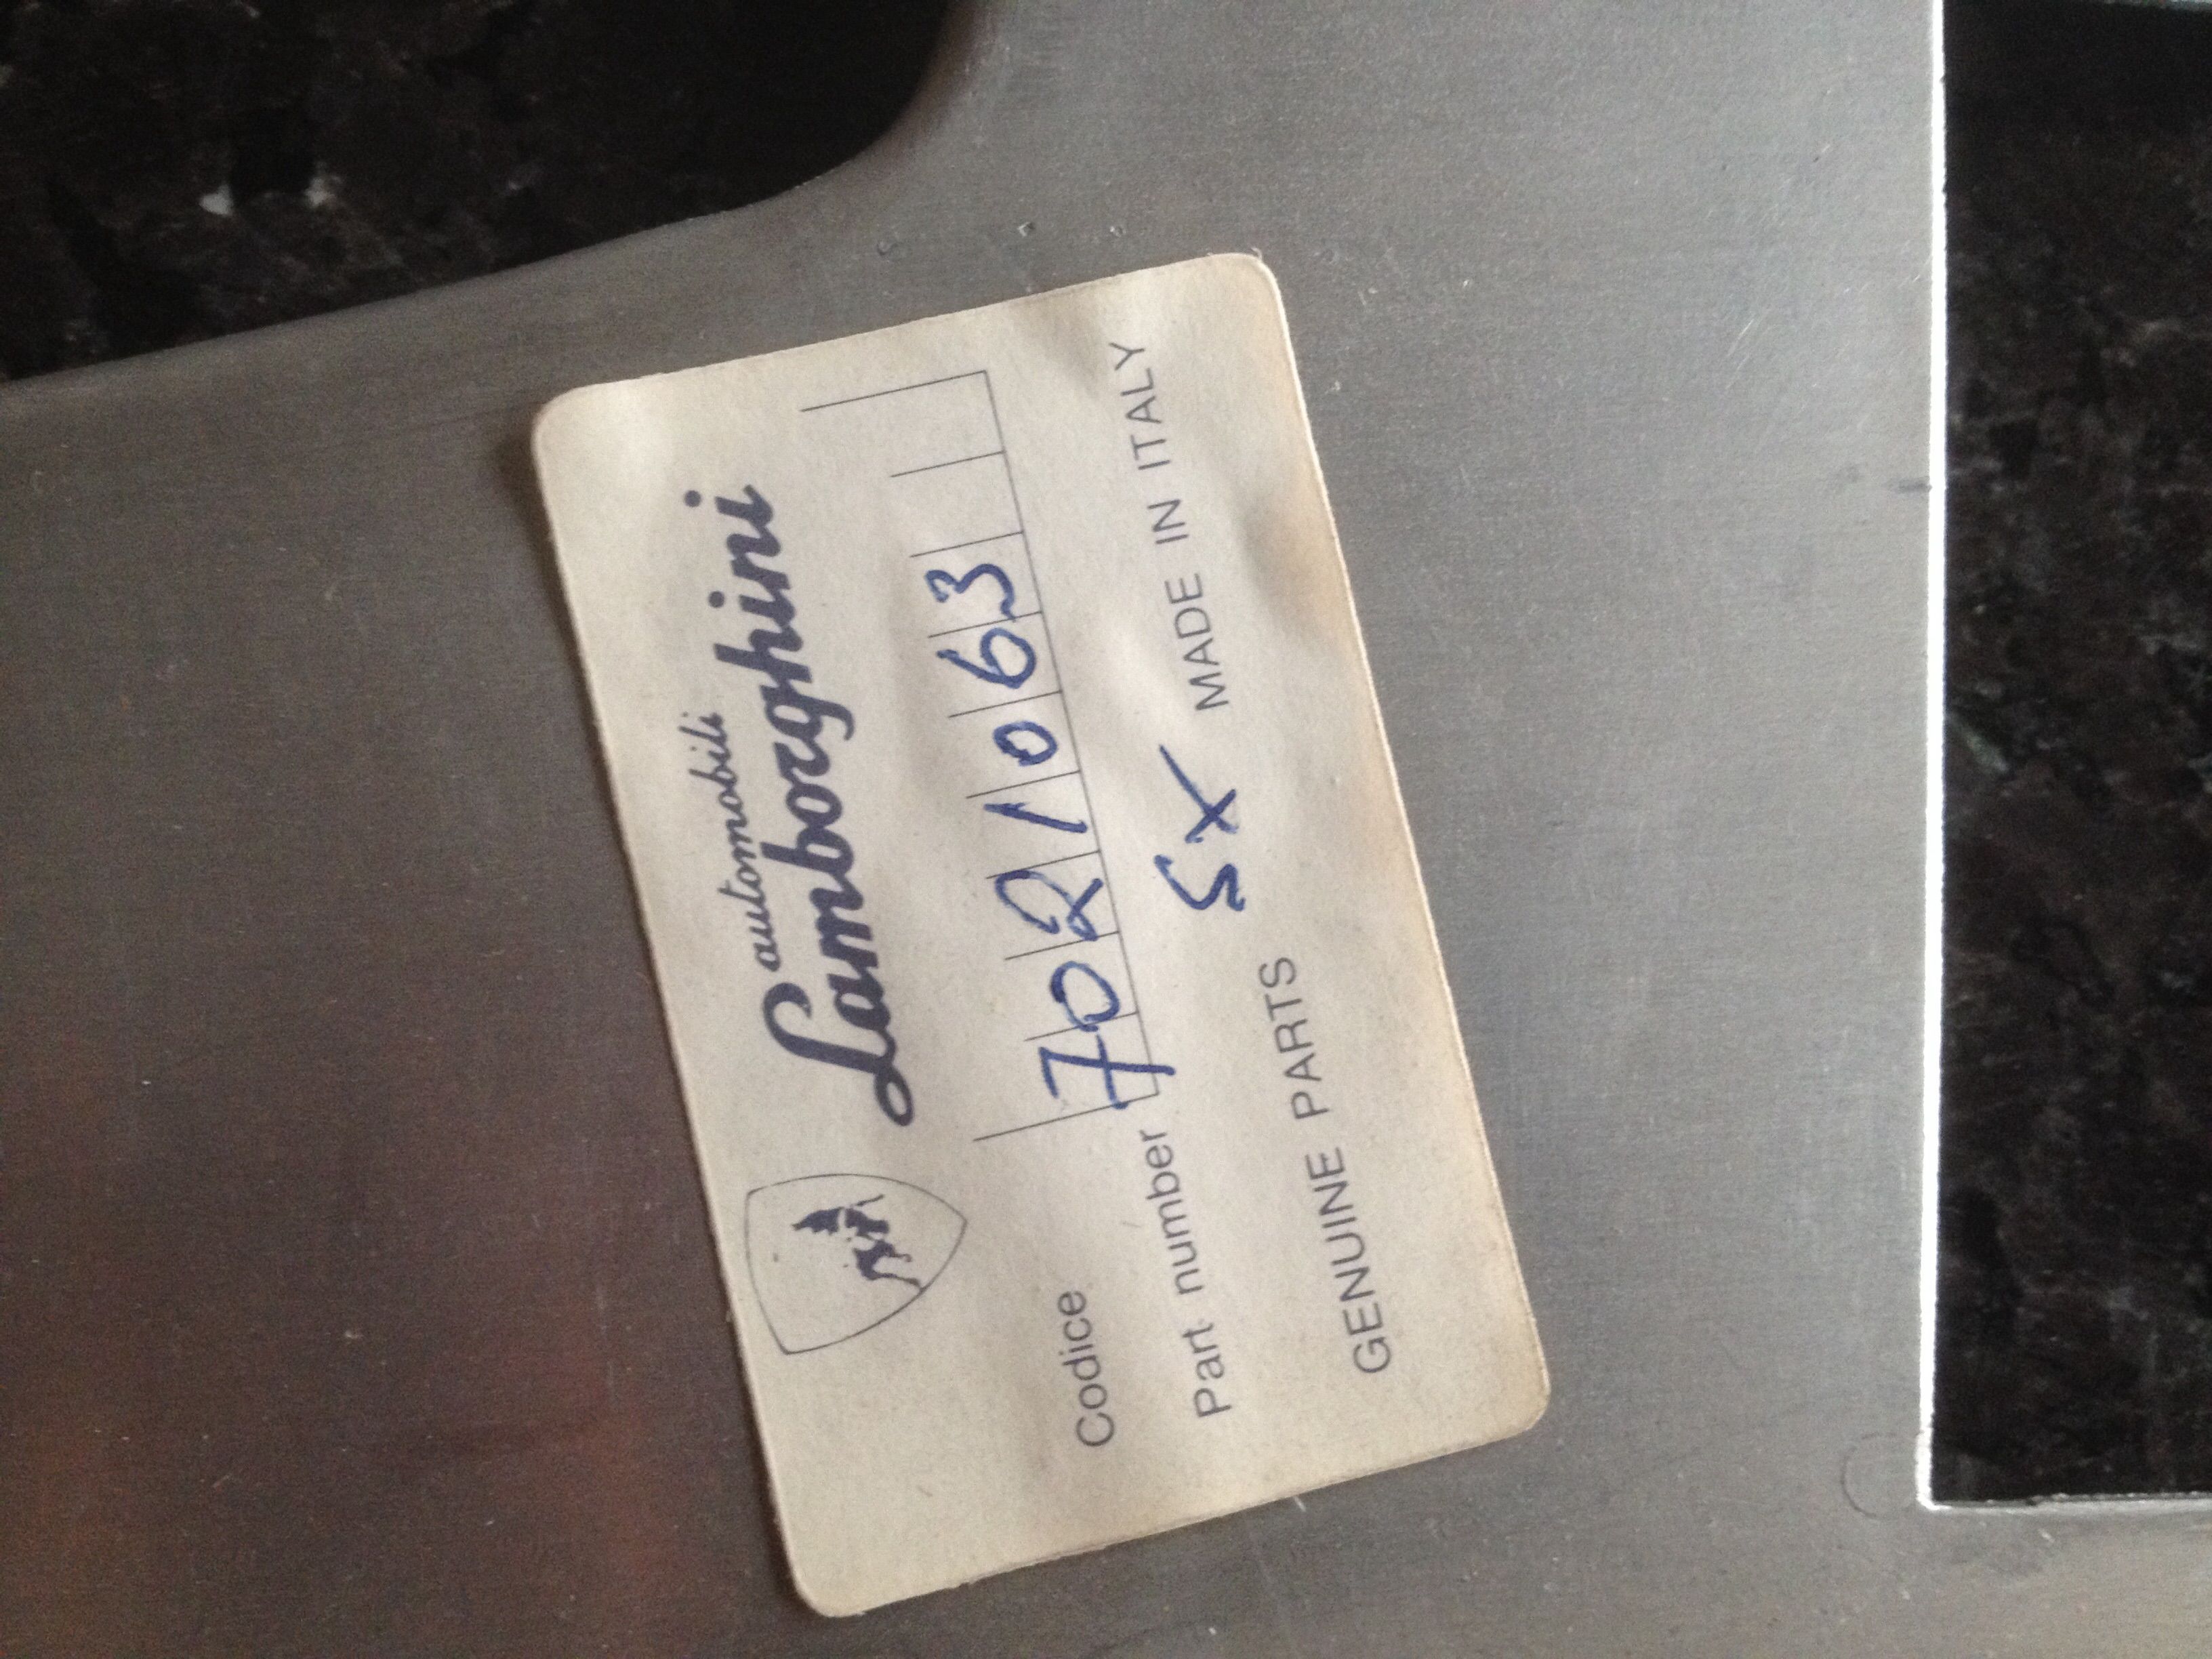 automobili
Lamborghini
Codice
Part number 7021063
SX
GENUINE PARTS MADE IN ITALY